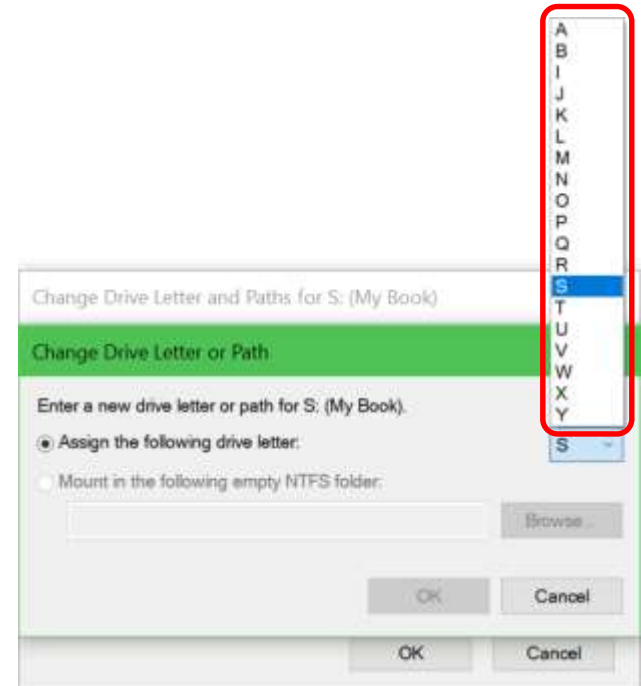 A
B
I
J
K
L
M
N
O
P
Q
R
S
T
U
V
W
X
Y
Change Drive Letter and Paths for S: (My Book)
Change Drive Letter or Path
Enter a new drive letter or path for S: (My Book).
Assign the following drive letter:
S
Mount in the following empty NTFS folder:
Browse...
OK Cancel
OK Cancel